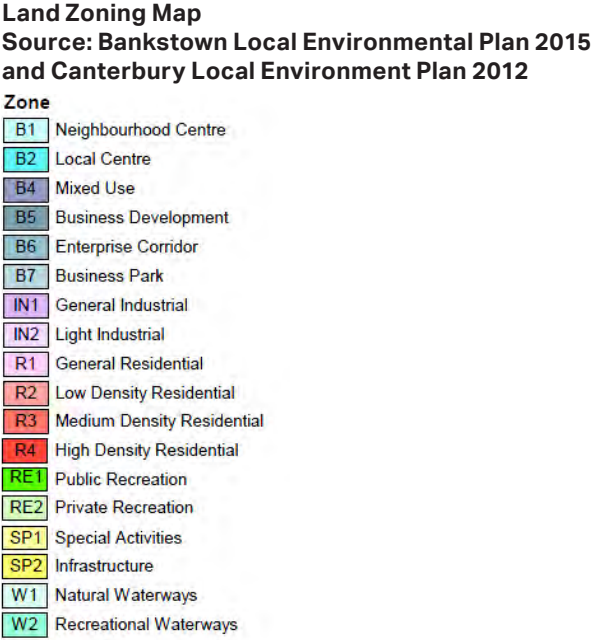 Land Zoning Map
Source: Bankstown Local Environmental Plan 2015
and Canterbury Local Environment Plan 2012
Zone
B1 Neighbourhood Centre
B2 Local Centre
B4 Mixed Use
B5 Business Development
B6 Enterprise Corridor
B7 Business Park
IN1 General Industrial
IN2 Light Industrial
R1 General Residential
R2 Low Density Residential
R3 Medium Density Residential
R4 High Density Residential
RE1 Public Recreation
RE2 Private Recreation
SP1 Special Activities
SP2 Infrastructure
W1 Natural Waterways
W2 Recreational Waterways